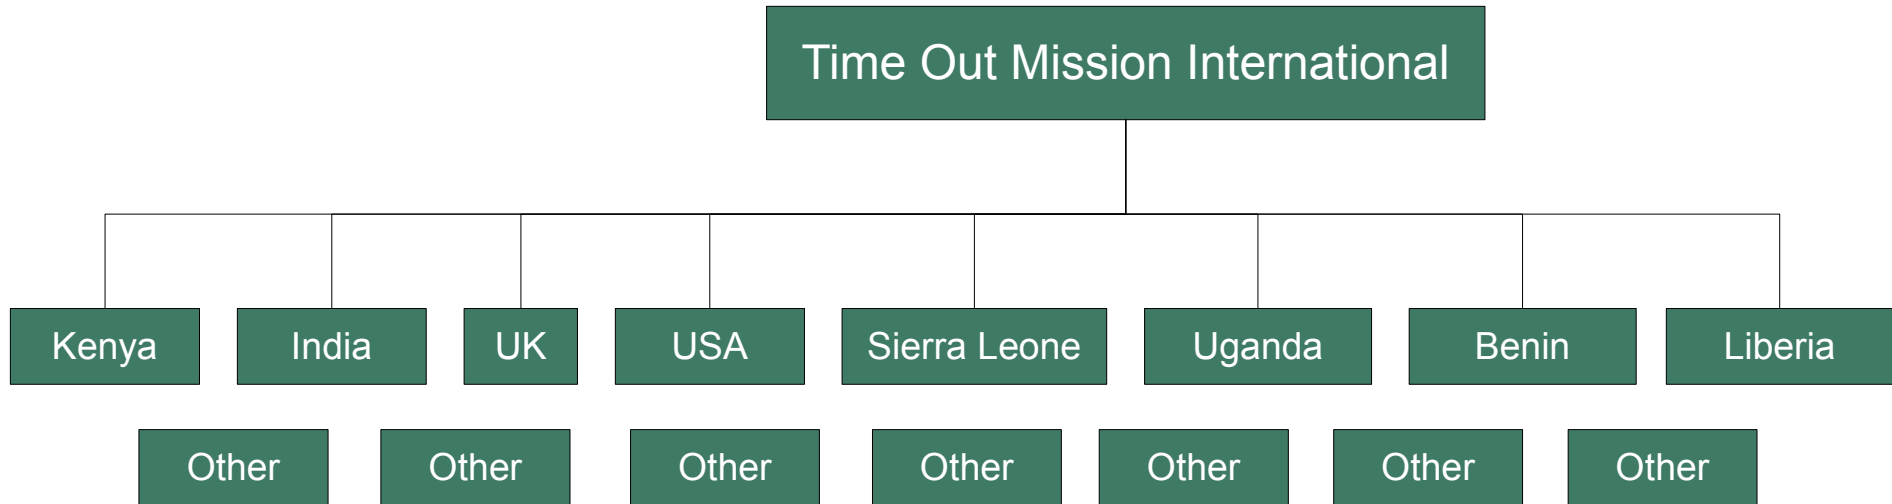 Time Out Mission International
Kenya India UK USA Sierra Leone Uganda Benin Liberia
Other Other Other Other Other Other Other